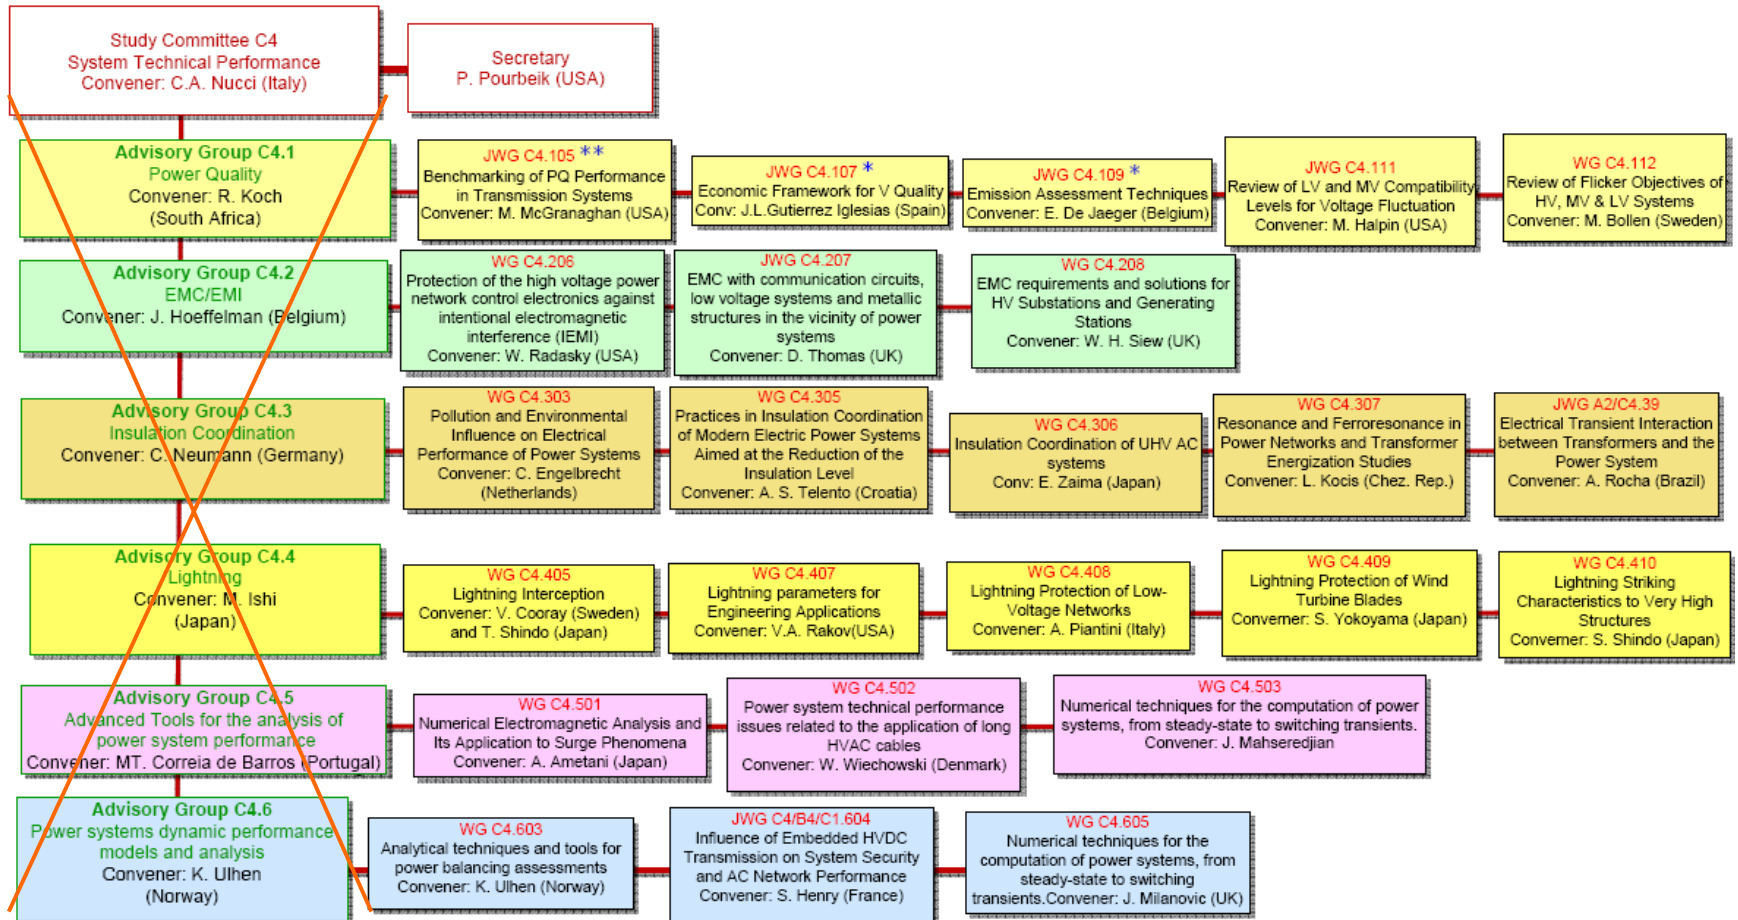 Study Committee C4
System Technical Performance
Convener: C.A. Nucci (Italy)
Secretary
P. Pourbeik (USA)
Advisory Group C4.1
Power Quality
Convener: R. Koch
(South Africa)
JWG C4.105 **
Benchmarking of PQ Performance
in Transmission Systems
Convener: M. McGranaghan (USA)
JWG C4.107 *
Economic Framework for V Quality
Conv: J.L.Gutierrez Iglesias (Spain)
JWG C4.109 *
Emission Assessment Techniques
Convener: E. De Jaeger (Belgium)
JWG C4.111
Review of LV and MV Compatibility
Levels for Voltage Fluctuation
Convener: M. Halpin (USA)
WG C4.112
Review of Flicker Objectives of
HV, MV & LV Systems
Convener: M. Bollen (Sweden)
Advisory Group C4.2
EMC/EMI
Convener: J. Hoeffelman (Belgium)
WG C4.206
Protection of the high voltage power
network control electronics against
intentional electromagnetic
interference (IEMI)
Convener: W. Radasky (USA)
JWG C4.207
EMC with communication circuits,
low voltage systems and metallic
structures in the vicinity of power
systems
Convener: D. Thomas (UK)
WG C4.208
EMC requirements and solutions for
HV Substations and Generating
Stations
Convener: W. H. Siew (UK)
Advisory Group C4.3
Insulation Coordination
Convener: C. Neumann (Germany)
WG C4.303
Pollution and Environmental
Influence on Electrical
Performance of Power Systems
Convener: C. Engelbrecht
(Netherlands)
WG C4.305
Practices in Insulation Coordination
of Modern Electric Power Systems
Aimed at the Reduction of the
Insulation Level
Convener: A. S. Telento (Croatia)
WG C4.306
Insulation Coordination of UHV AC
systems
Conv: E. Zaima (Japan)
WG C4.307
Resonance and Ferroresonance in
Power Networks and Transformer
Energization Studies
Convener: L. Kocis (Chez. Rep.)
JWG A2/C4.39
Electrical Transient Interaction
between Transformers and the
Power System
Convener: A. Rocha (Brazil)
Advisory Group C4.4
Lightning
Convener: M. Ishi
(Japan)
WG C4.405
Lightning Interception
Convener: V. Cooray (Sweden)
and T. Shindo (Japan)
WG C4.407
Lightning parameters for
Engineering Applications
Convener: V.A. Rakov(USA)
WG C4.408
Lightning Protection of Low-
Voltage Networks
Convener: A. Piantini (Italy)
WG C4.409
Lightning Protection of Wind
Turbine Blades
Converner: S. Yokoyama (Japan)
WG C4.410
Lightning Striking
Characteristics to Very High
Structures
Converner: S. Shindo (Japan)
Advisory Group C4.5
Advanced Tools for the analysis of
power system performance
Convener: MT. Correia de Barros (Portugal)
WG C4.501
Numerical Electromagnetic Analysis and
Its Application to Surge Phenomena
Convener: A. Ametani (Japan)
WG C4.502
Power system technical performance
issues related to the application of long
HVAC cables
Convener: W. Wiechowski (Denmark)
WG C4.503
Numerical techniques for the computation of power
systems, from steady-state to switching transients.
Convener: J. Mahseredjian
Advisory Group C4.6
Power systems dynamic performance
models and analysis
Convener: K. Ulhen
(Norway)
WG C4.603
Analytical techniques and tools for
power balancing assessments
Convener: K. Ulhen (Norway)
JWG C4/B4/C1.604
Influence of Embedded HVDC
Transmission on System Security
and AC Network Performance
Convener: S. Henry (France)
WG C4.605
Numerical techniques for the
computation of power systems, from
steady-state to switching
transients.Convener: J. Milanovic (UK)